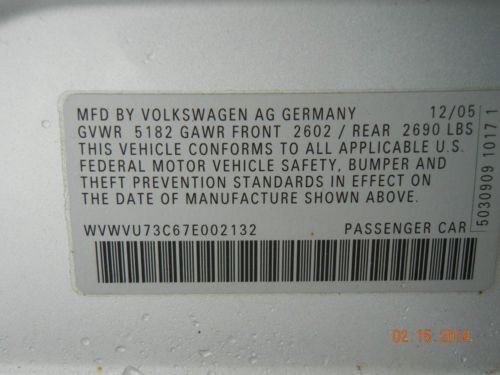 MFD BY VOLKSWAGEN AG GERMANY 12/05
GVWR 5182 GAWR FRONT 2602 / REAR 2690 LBS
THIS VEHICLE CONFORMS TO ALL APPLICABLE U.S.
FEDERAL MOTOR VEHICLE SAFETY, BUMPER AND
THEFT PREVENTION STANDARDS IN EFFECT ON
THE DATE OF MANUFACTURE SHOWN ABOVE.
WVWVU73C67E002132 PASSENGER CAR
5030909 1017 1
02.15.2014